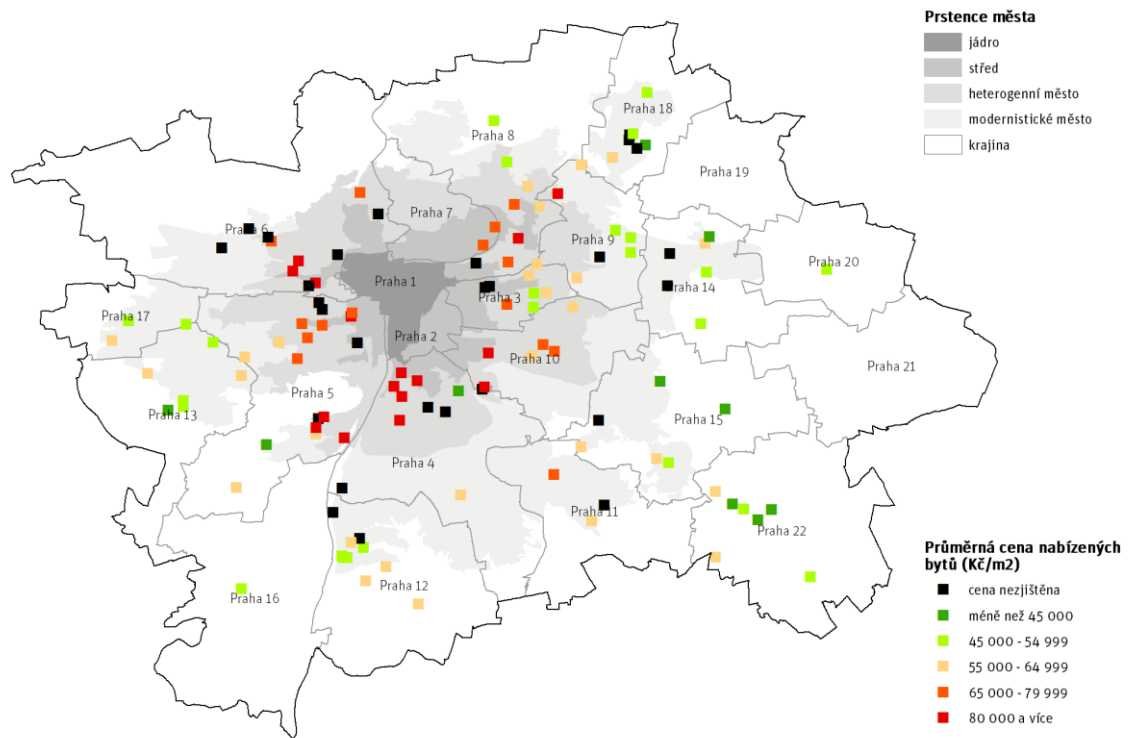 Prstence města
jádro
střed
heterogenní město
modernistické město
krajina
Praha 18
Praha 8
Praha 19
Praha 7
Praha 6
Praha 9
Praha 20
Praha 1
Praha 14
Praha 3
Praha 17
Praha 2
Praha 10
Praha 21
Praha 5
Praha 13
Praha 15
Praha 4
Praha 11
Praha 22
Praha 12
Praha 16
Průměrná cena nabízených
bytů (Kč/m2)
cena nezjištěna
méně než 45 000
45 000 - 54 999
55 000 - 64 999
65 000 - 79 999
80 000 a více